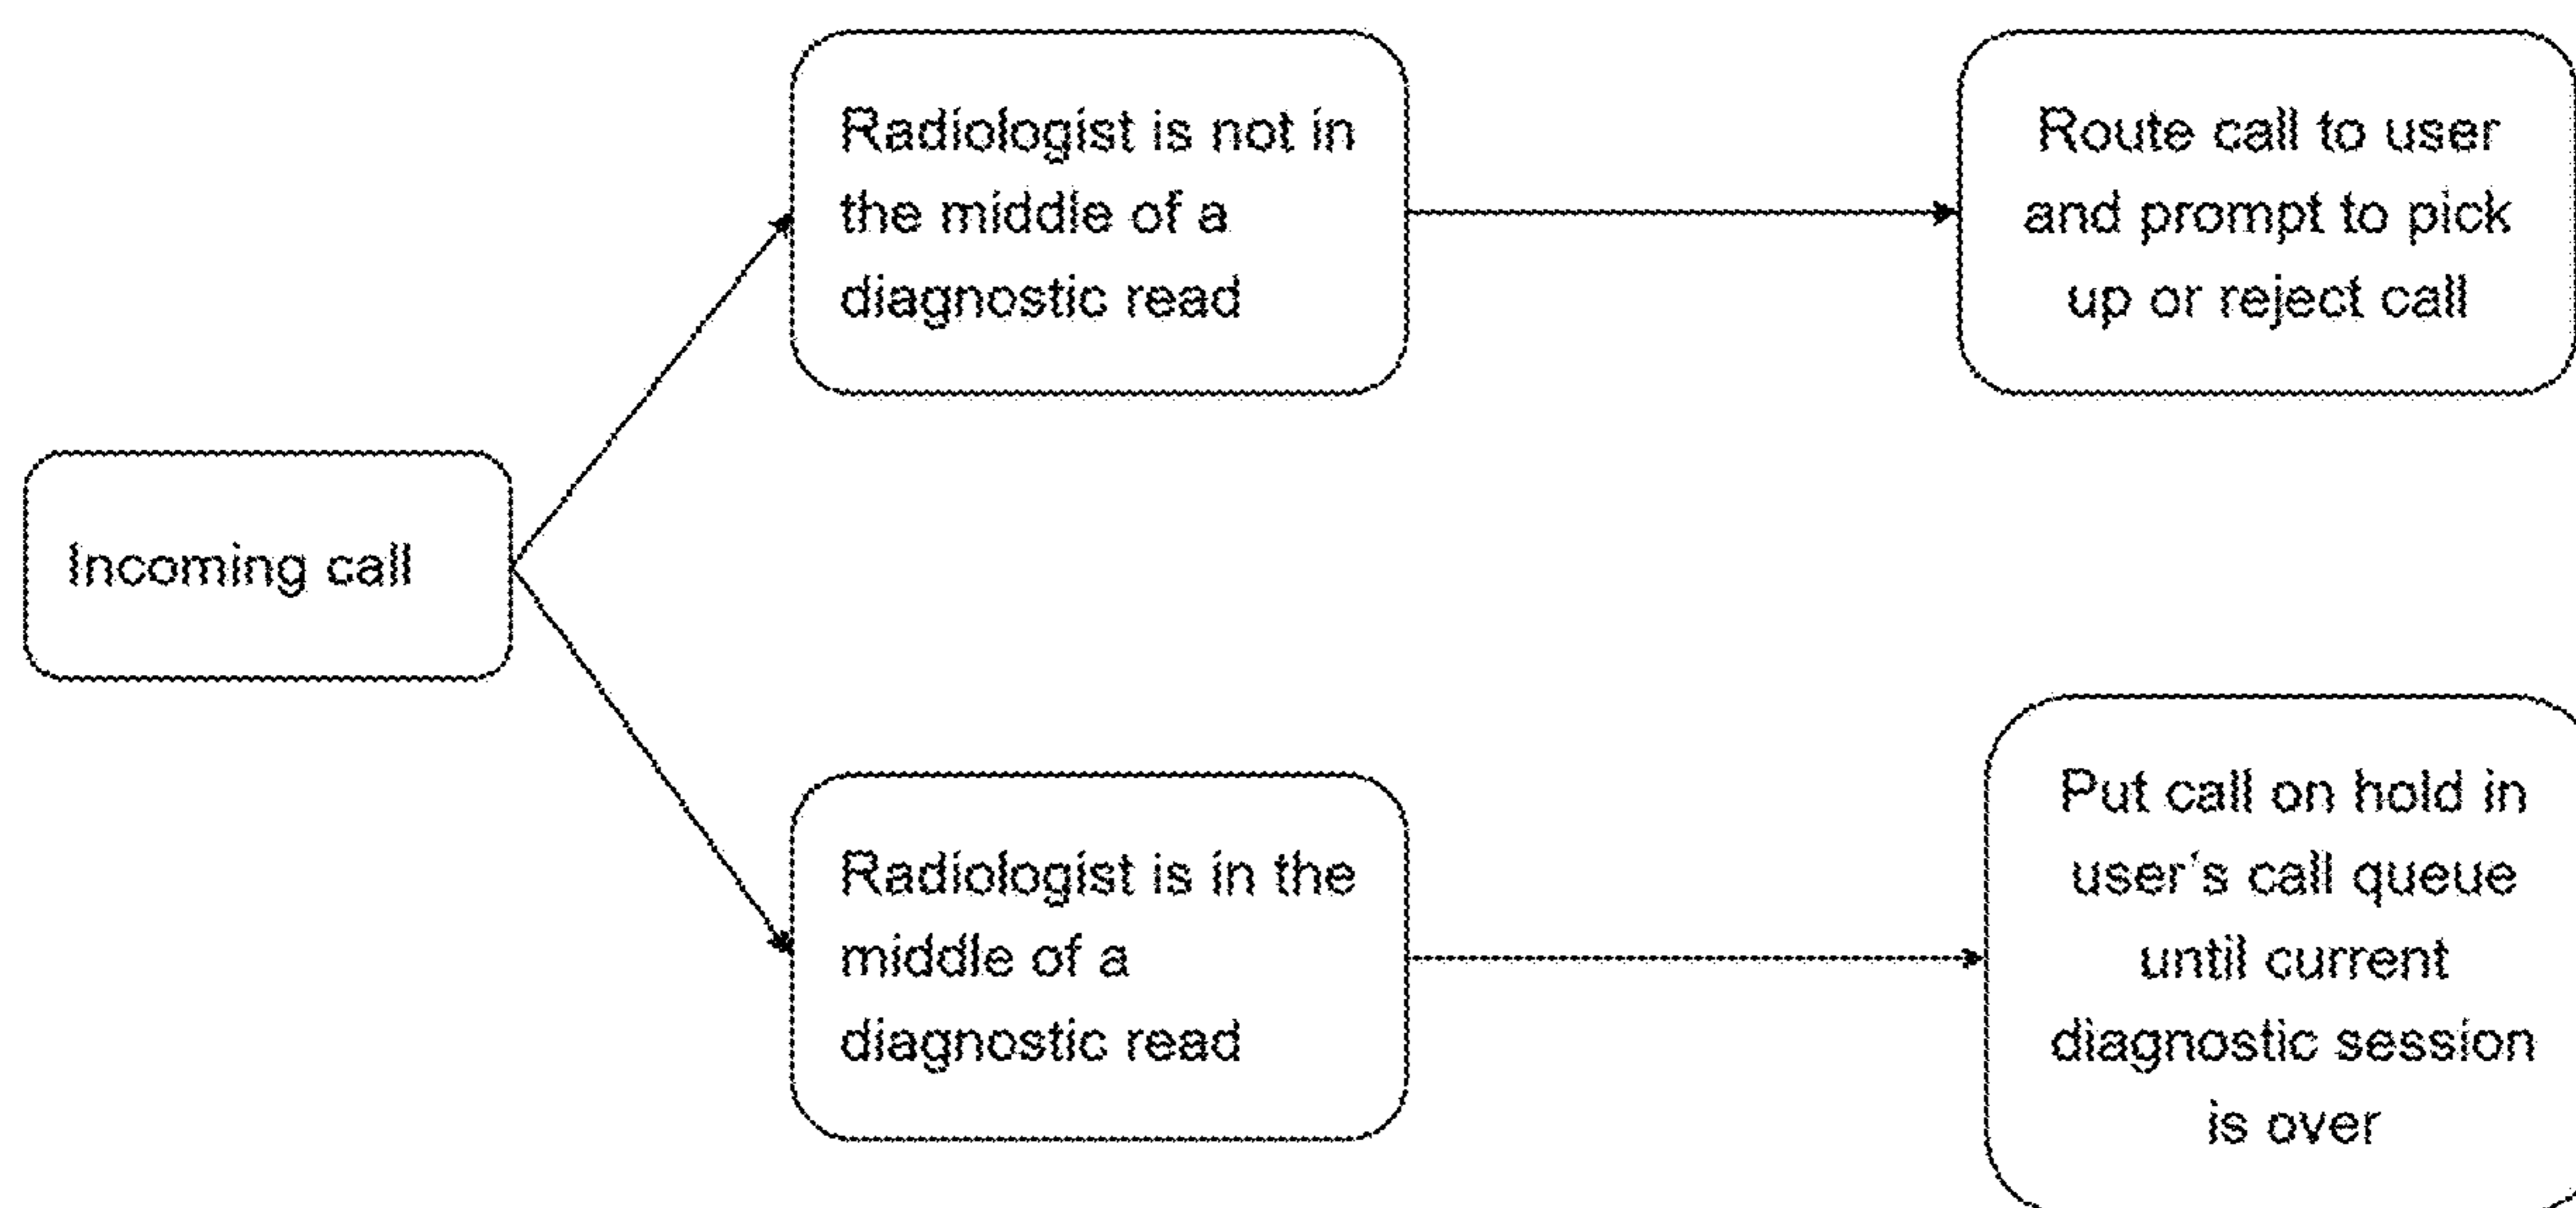 Radiologist is not in
the middle of a
diagnostic read
Route call to user
and prompt to pick
up or reject call
Incoming call
Radiologist is in the
middle of a
diagnostic read
Put call on hold in
user's call queue
until current
diagnostic session
is over